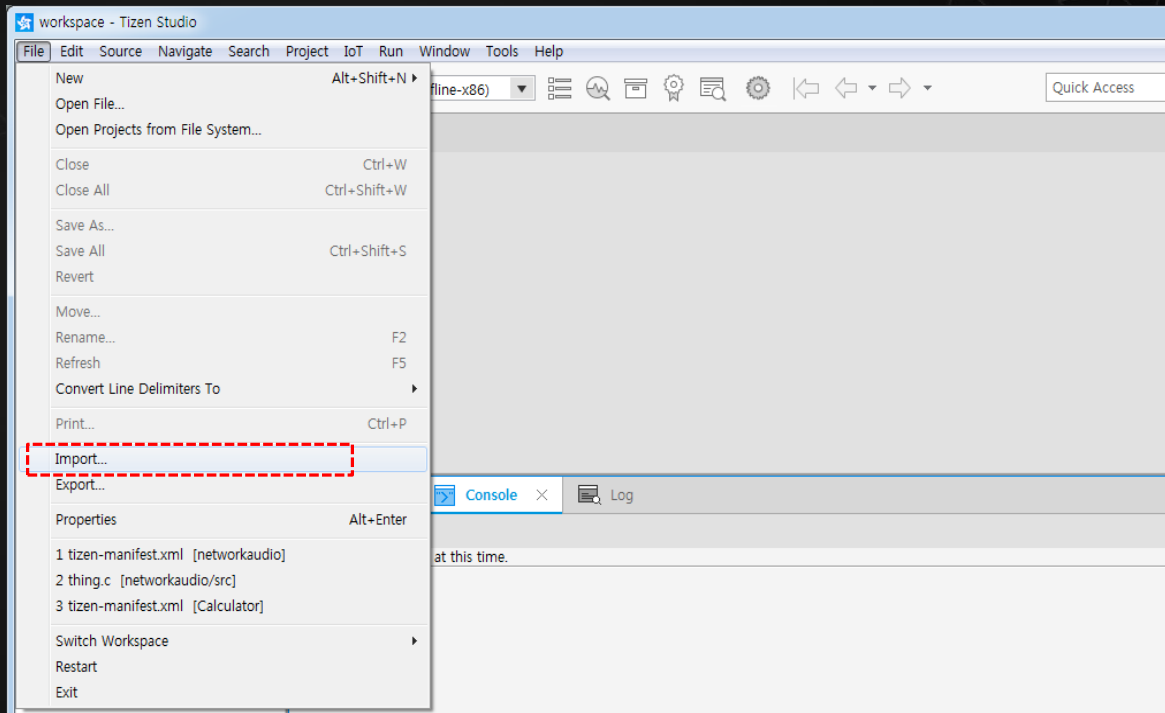 workspace - Tizen Studio
File Edit Source Navigate Search Project IoT Run Window Tools Help
New Alt+Shift+N
Open File...
Open Projects from File System...
Close Ctrl+W
Close All Ctrl+Shift+W
Save As...
Save All Ctrl+Shift+S
Revert
Move...
Rename... F2
Refresh F5
Convert Line Delimiters To
Print... Ctrl+P
Import...
Export...
Properties Alt+Enter
1 tizen-manifest.xml [networkaudio]
2 thing.c [networkaudio/src]
3 tizen-manifest.xml [Calculator]
Switch Workspace
Restart
Exit
fline-x86)
Quick Access
Console Log
at this time.